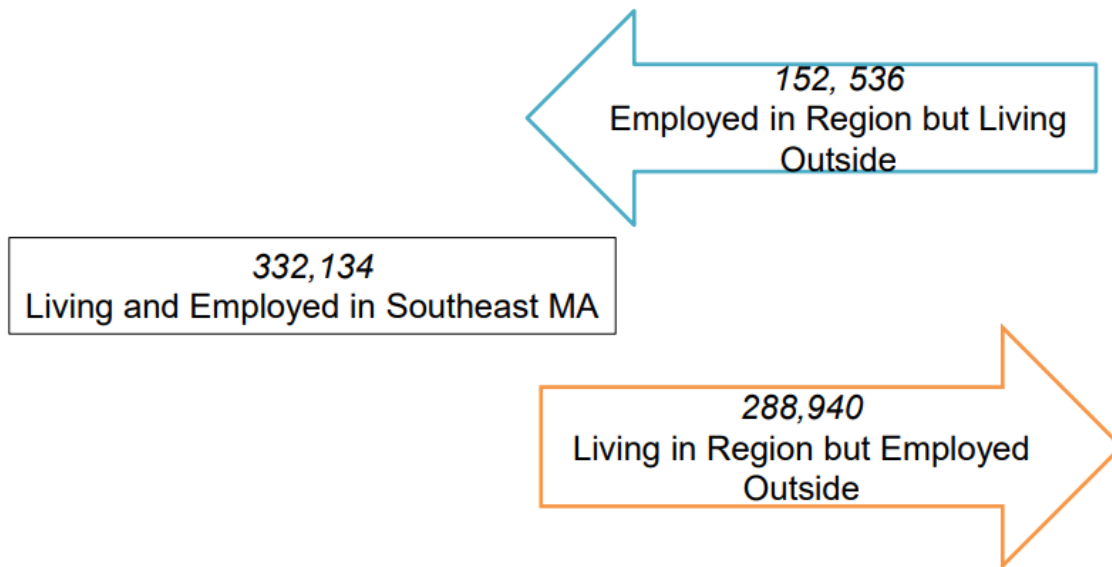 152, 536
Employed in Region but Living
Outside
332,134
Living and Employed in Southeast MA
288,940
Living in Region but Employed
Outside